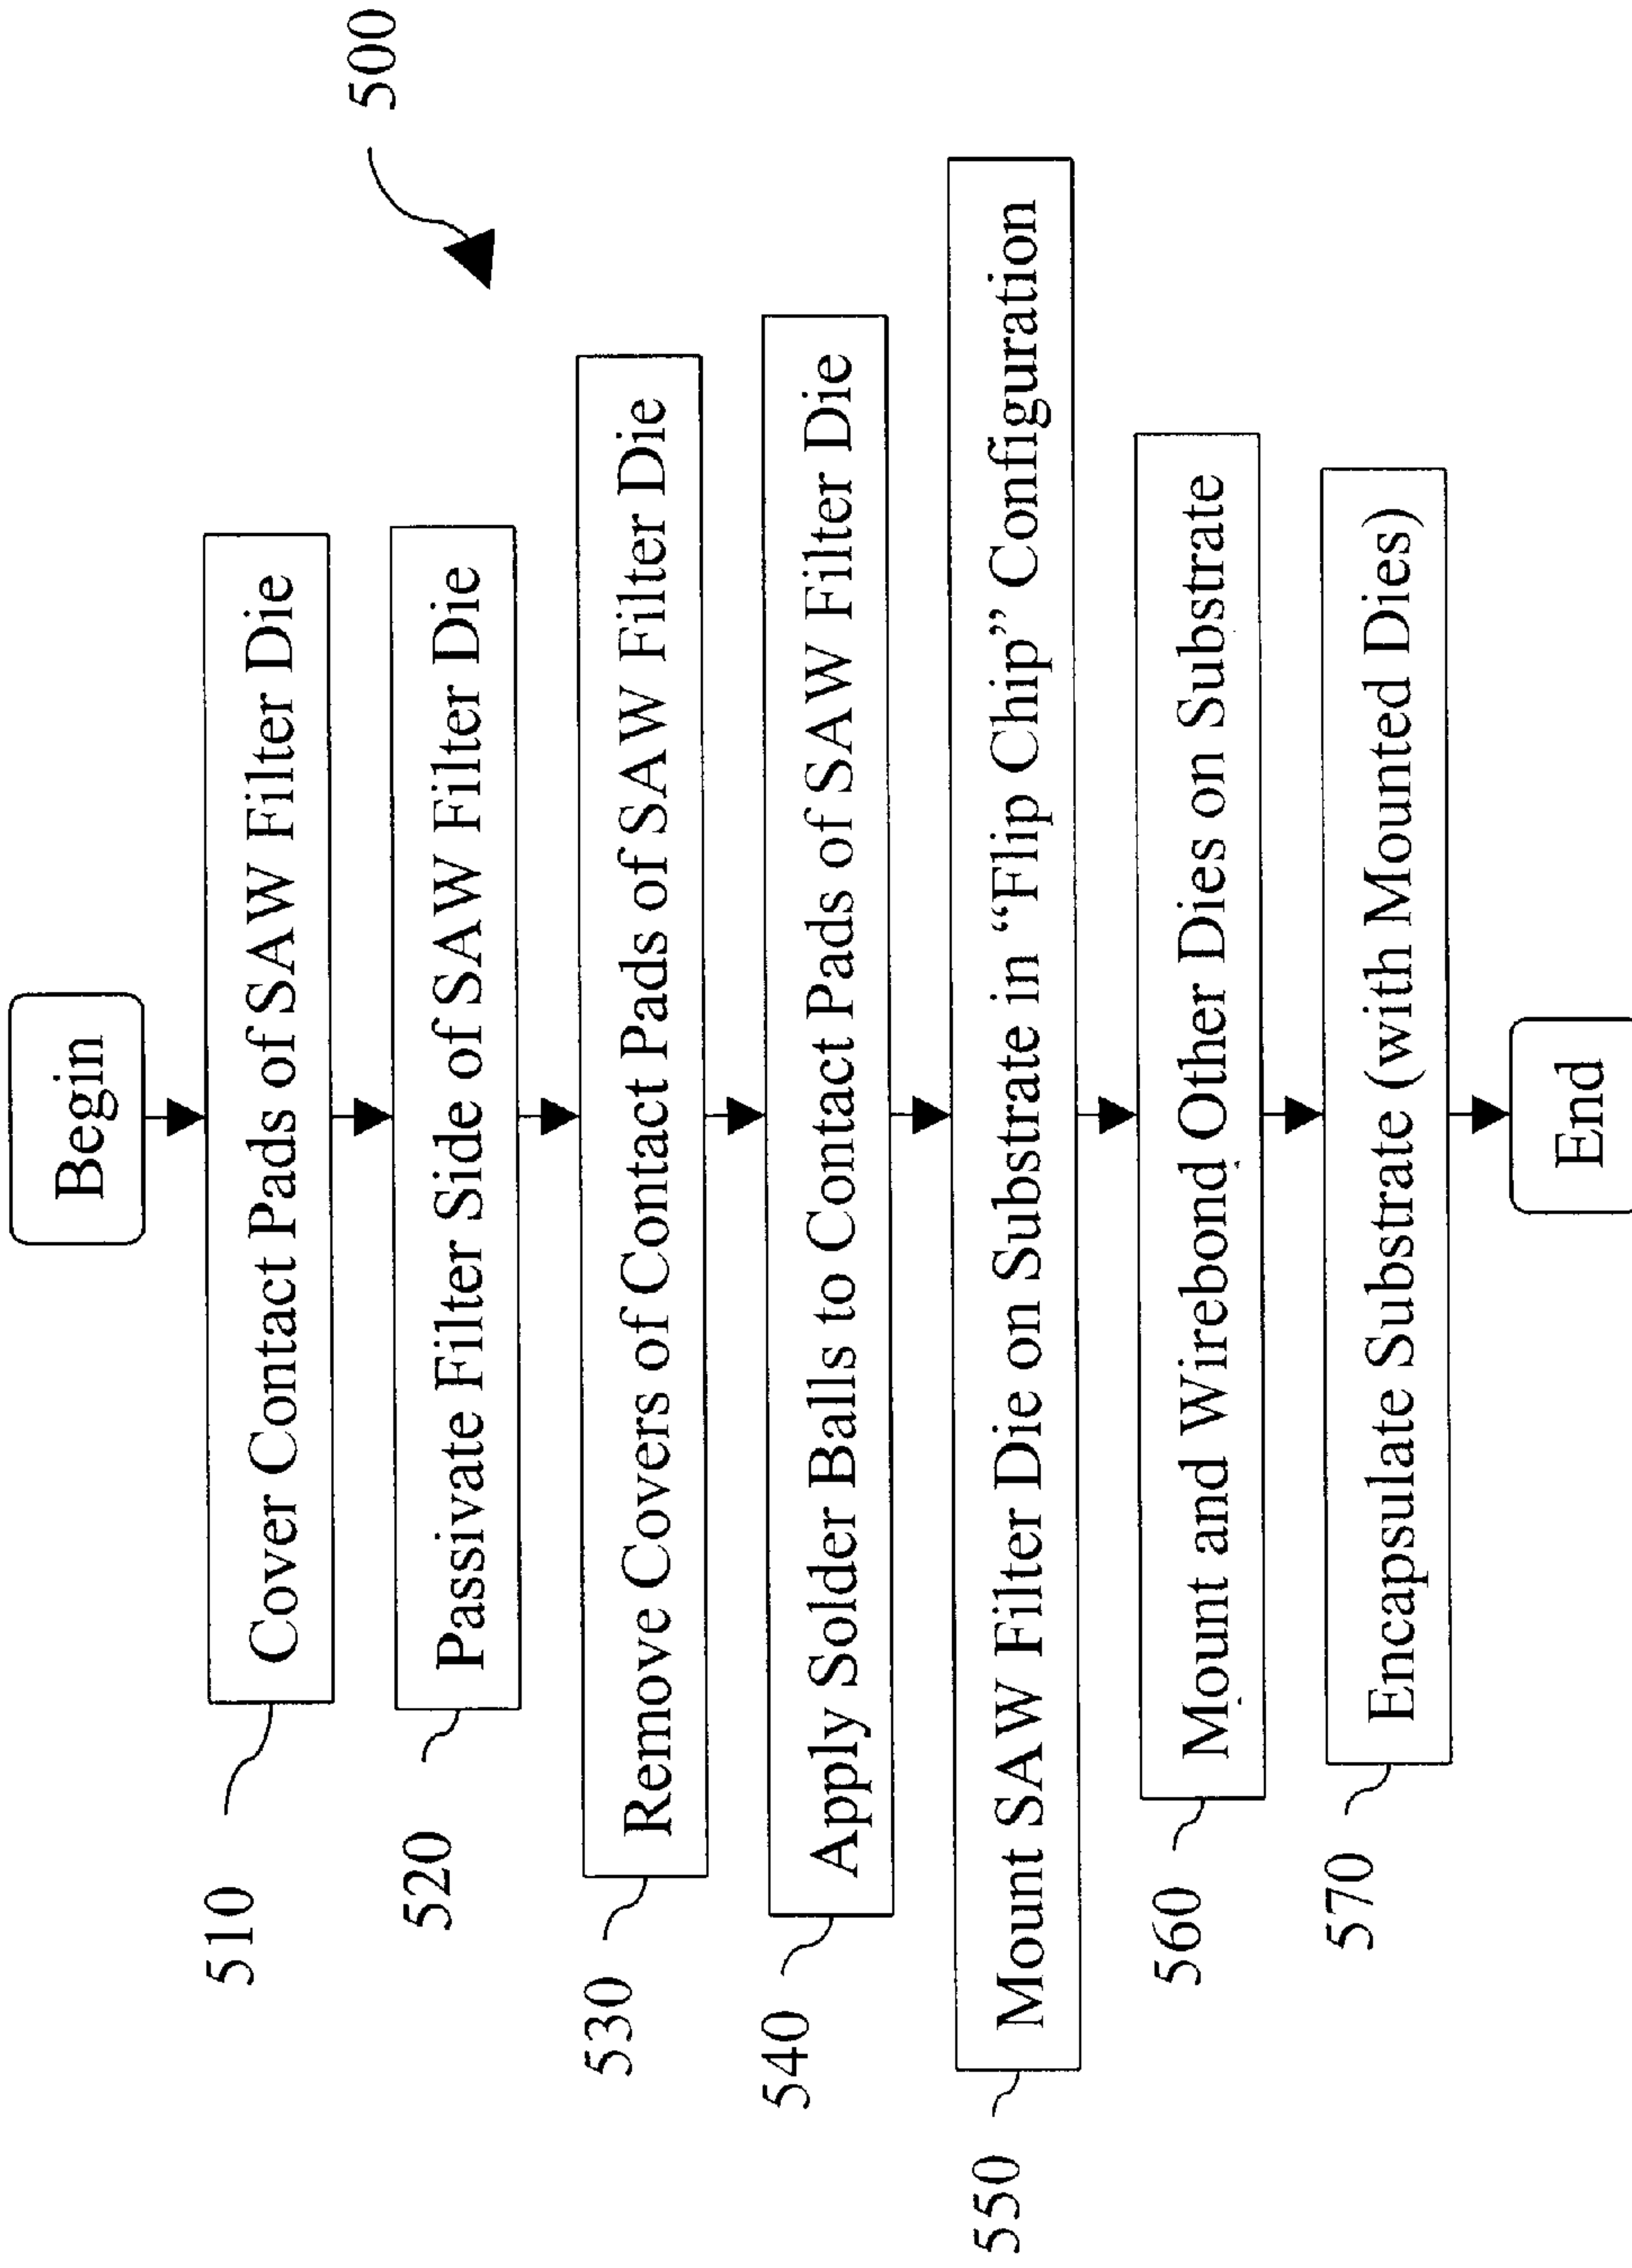 500
Begin
510
Cover Contact Pads of SAW Filter Die
520
Passivate Filter Side of SAW Filter Die
530
Remove Covers of Contact Pads of SAW Filter Die
540
Apply Solder Balls to Contact Pads of SAW Filter Die
550
Mount SAW Filter Die on Substrate in “Flip Chip” Configuration
560
Mount and Wirebond Other Dies on Substrate
570
Encapsulate Substrate (with Mounted Dies)
End